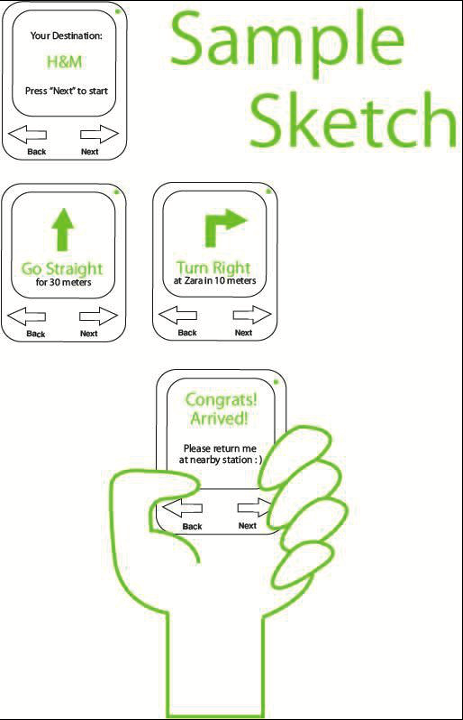 Sample
Sketch
Your Destination:
H&M
Press “Next” to start
Back Next
Go Straight
for 30 meters
Back Next
Turn Right
at Zara in 10 meters
Back Next
Congrats!
Arrived!
Please return me
at nearby station : )
Back Next